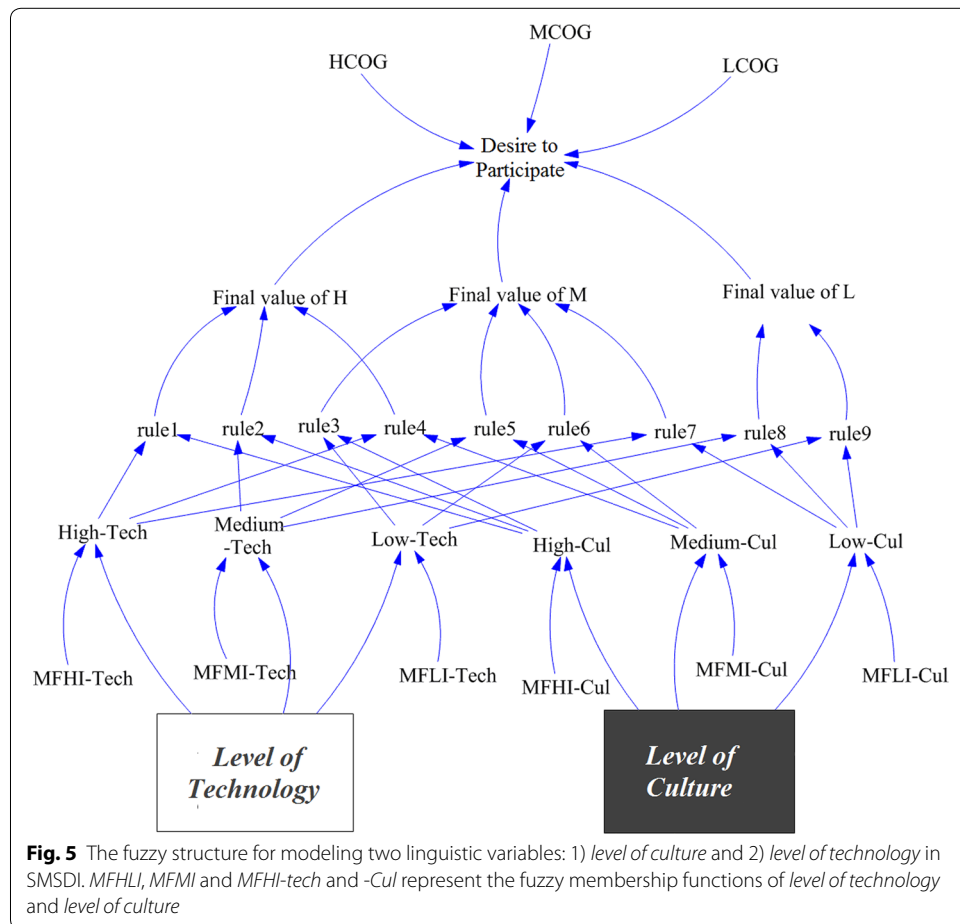 MCOG
HCOG
LCOG
Desire to
Participate
Final value of H
Final value of M
Final value of L
rule1
rule2
rule3
rule4
rule5
rule6
rule7
rule8
rule9
High-Tech
Medium
-Tech
Low-Tech
High-Cul
Medium-Cul
Low-Cul
MFHI-Tech
MFMI-Tech
MFLI-Tech
MFHI-Cul
MFMI-Cul
MFLI-Cul
Level of
Technology
Level of
Culture
Fig. 5 The fuzzy structure for modeling two linguistic variables: 1) level of culture and 2) level of technology in
SMSDI. MFHLI, MFMI and MFHI-tech and -Cul represent the fuzzy membership functions of level of technology
and level of culture